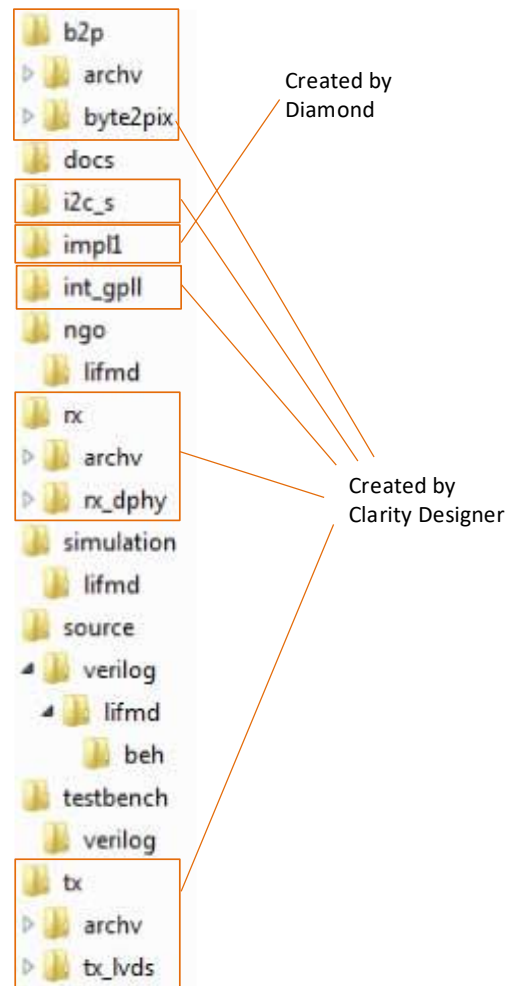 b2p
archv
byte2pix
docs
i2c_s
impl1
int_gpll
ngo
lifmd
rx
archv
rx_dphy
simulation
lifmd
source
verilog
lifmd
beh
testbench
verilog
tx
archv
tx_lvds
Created by
Diamond
Created by
Clarity Designer